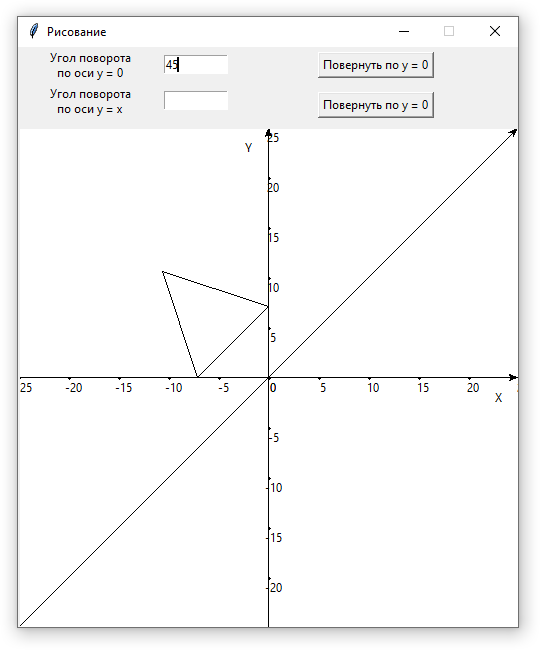 Рисование
Угол поворота
по оси y = 0
45
Повернуть по y = 0
Угол поворота
по оси y = x
Повернуть по y = 0
Y
25
20
15
10
5
25 -20 -15 -10 -5 0 5 10 15 20
X
-5
-10
-15
-20